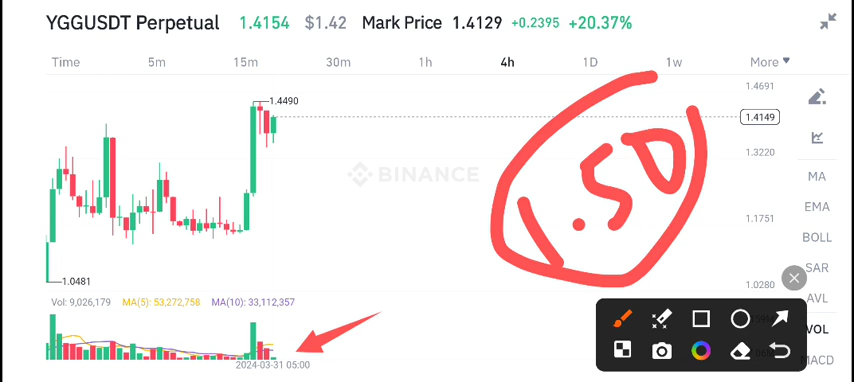 YGGUSDT Perpetual 1.4154 $1.42 Mark Price 1.4129 +0.2395 +20.37%
Time 5m 15m 30m 1h 4h 1D 1w More
1.4691
1.4490
1.4149
1.50
1.3220
BINANCE
MA
EMA
1.1751
BOLL
SAR
1.0481
1.0280
AVL
Vol: 9,026,179 MA(5): 53,272,758 MA(10): 33,112,357
VOL
MACD
2024-03-31 05:00